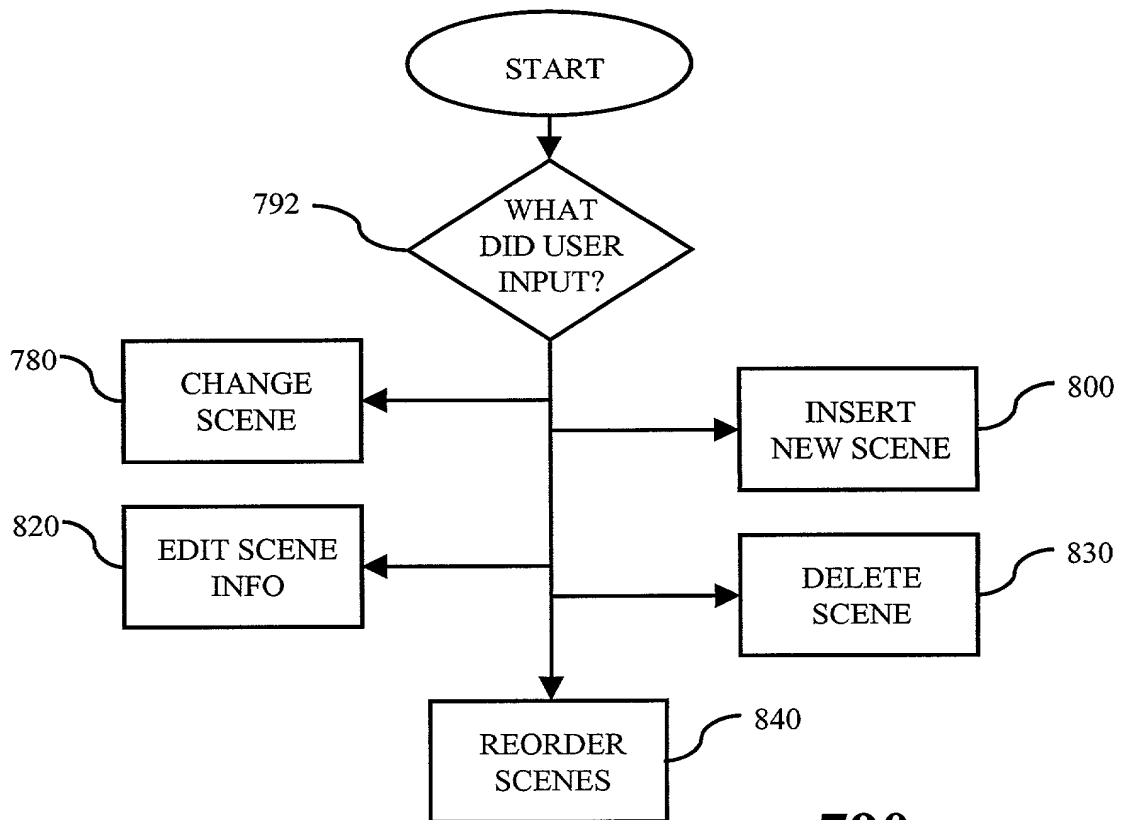 START
792
WHAT
DID USER
INPUT?
780
CHANGE
SCENE
INSERT
NEW SCENE
800
820
EDIT SCENE
INFO
DELETE
SCENE
830
REORDER
SCENES
840